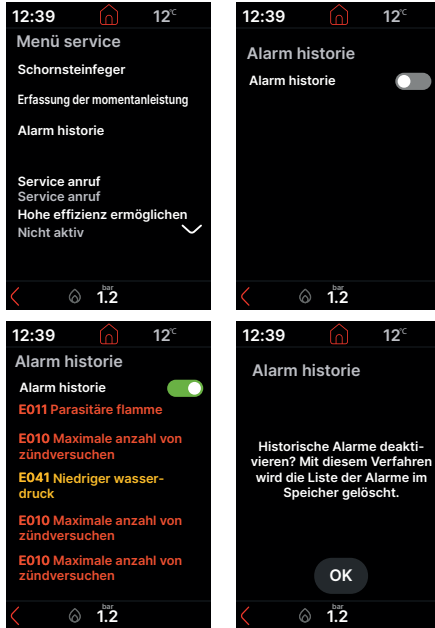 12:39 12°C
Menü service
Schornsteinfeger
Erfassung der momentanleistung
Alarm historie
Service anruf
Service anruf
Hohe effizienz ermöglichen
Nicht aktiv
bar
1.2
12:39 12°C
Alarm historie
Alarm historie
bar
1.2
12:39 12°C
Alarm historie
Alarm historie
E011 Parasitäre flamme
E010 Maximale anzahl von
zündversuchen
E041 Niedriger wasser-
druck
E010 Maximale anzahl von
zündversuchen
E010 Maximale anzahl von
zündversuchen
bar
1.2
12:39 12°C
Alarm historie
Historische Alarme deakti-
vieren? Mit diesem Verfahren
wird die Liste der Alarme im
Speicher gelöscht.
OK
bar
1.2